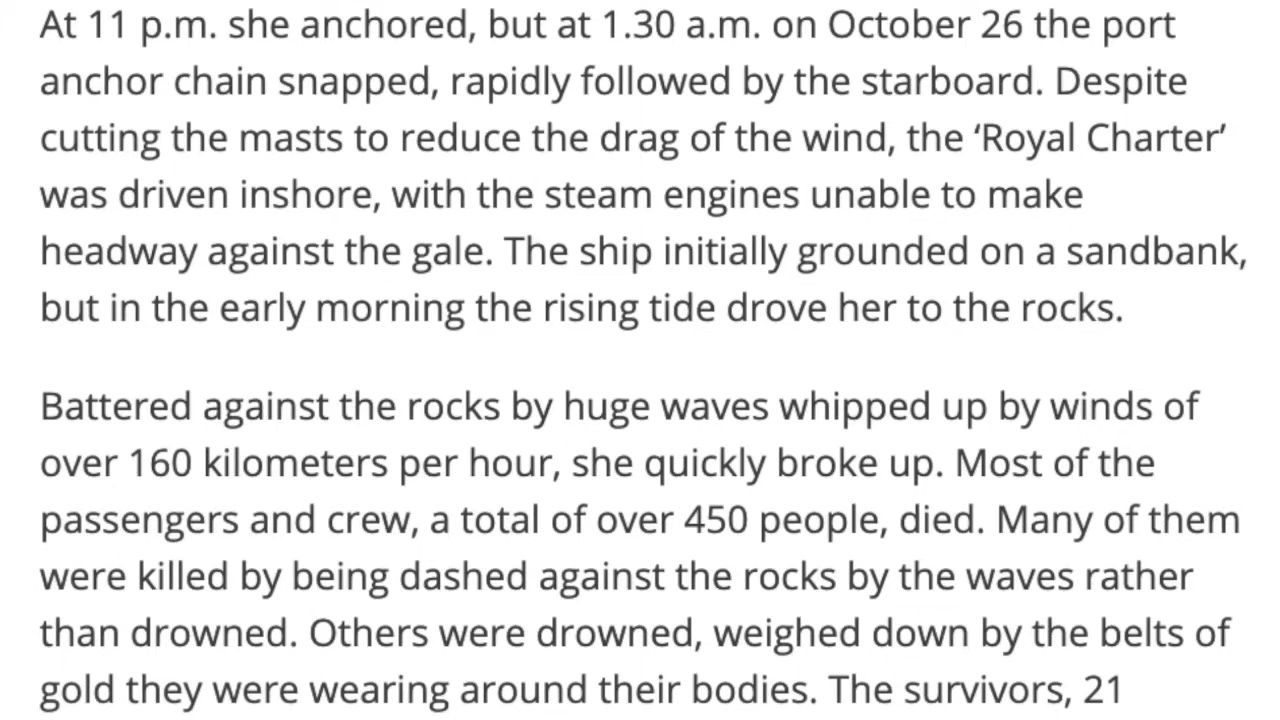 At 11 p.m. she anchored, but at 1.30 a.m. on October 26 the port
anchor chain snapped, rapidly followed by the starboard. Despite
cutting the masts to reduce the drag of the wind, the ‘Royal Charter’
was driven inshore, with the steam engines unable to make
headway against the gale. The ship initially grounded on a sandbank,
but in the early morning the rising tide drove her to the rocks.
Battered against the rocks by huge waves whipped up by winds of
over 160 kilometers per hour, she quickly broke up. Most of the
passengers and crew, a total of over 450 people, died. Many of them
were killed by being dashed against the rocks by the waves rather
than drowned. Others were drowned, weighed down by the belts of
gold they were wearing around their bodies. The survivors, 21